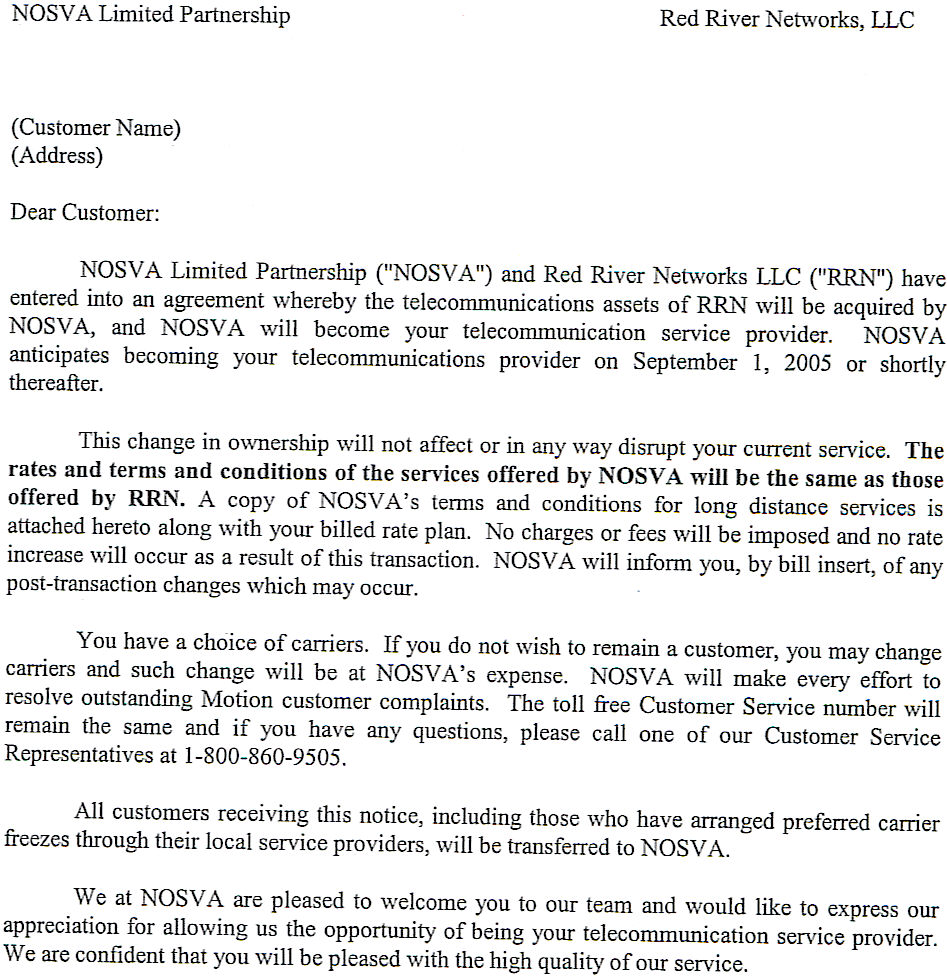 NOSVA Limited Partnership Red River Networks, LLC
(Customer Name)
(Address)
Dear Customer:
NOSVA Limited Partnership ("NOSVA") and Red River Networks LLC ("RRN") have
entered into an agreement whereby the telecommunications assets of RRN will be acquired by
NOSVA, and NOSVA will become your telecommunication service provider. NOSVA
anticipates becoming your telecommunications provider on September 1, 2005 or shortly
thereafter.
This change in ownership will not affect or in any way disrupt your current service. The
rates and terms and conditions of the services offered by NOSVA will be the same as those
offered by RRN. A copy of NOSVA's terms and conditions for long distance services is
attached hereto along with your billed rate plan. No charges or fees will be imposed and no rate
increase will occur as a result of this transaction. NOSVA will inform you, by bill insert, of any
post-transaction changes which may occur.
You have a choice of carriers. If you do not wish to remain a customer, you may change
carriers and such change will be at NOSVA's expense. NOSVA will make every effort to
resolve outstanding Motion customer complaints. The toll free Customer Service number will
remain the same and if you have any questions, please call one of our Customer Service
Representatives at 1-800-860-9505.
All customers receiving this notice, including those who have arranged preferred carrier
freezes through their local service providers, will be transferred to NOSVA.
We at NOSVA are pleased to welcome you to our team and would like to express our
appreciation for allowing us the opportunity of being your telecommunication service provider.
We are confident that you will be pleased with the high quality of our service.